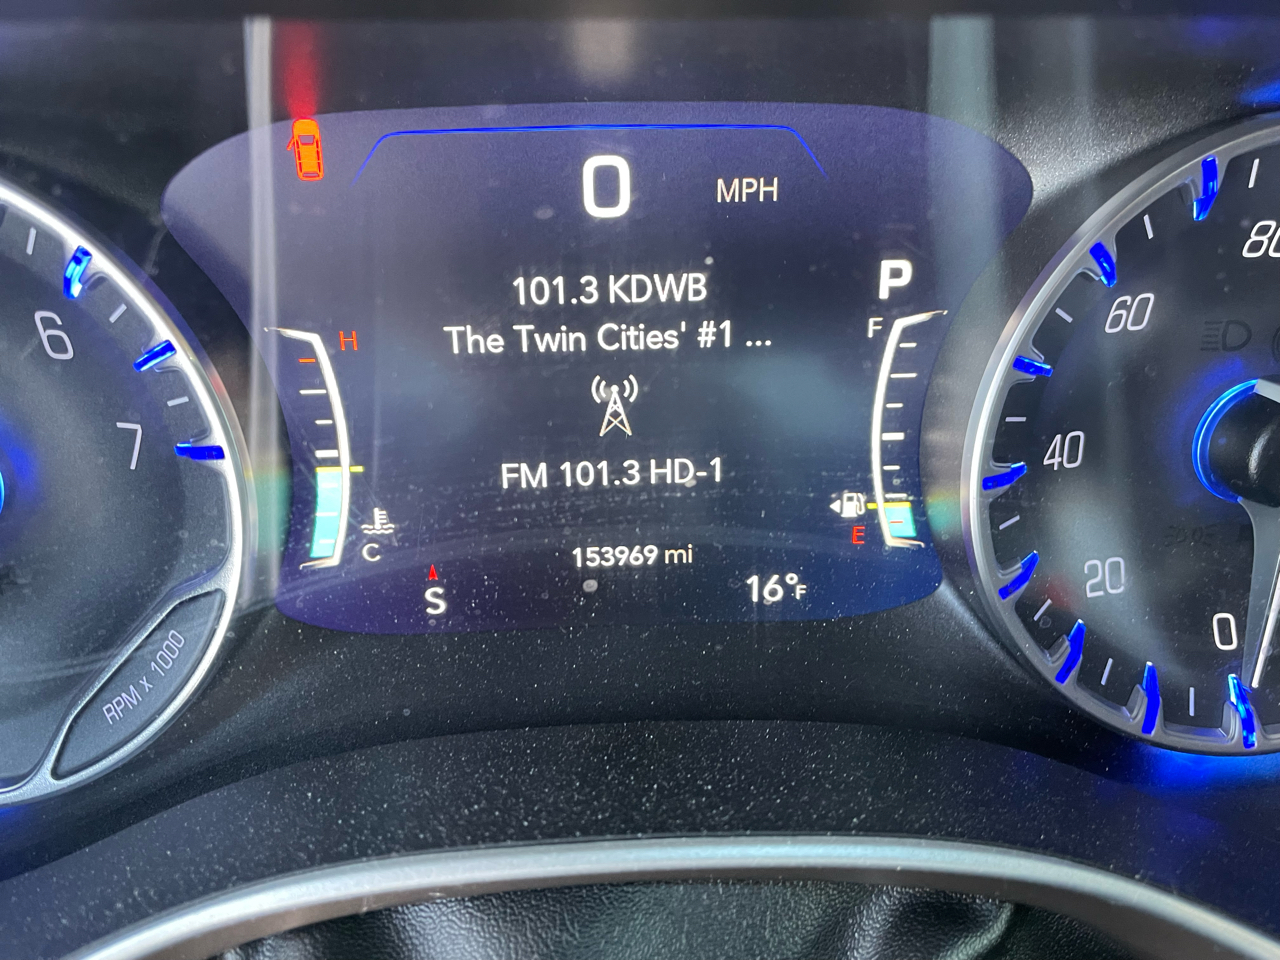 0 MPH
101.3 KDWB
P
The Twin Cities' #1 ...
H
F
FM 101.3 HD-1
E
C
153969 mi
S
16°F
6
7
RPM x 1000
80
60
40
20
0